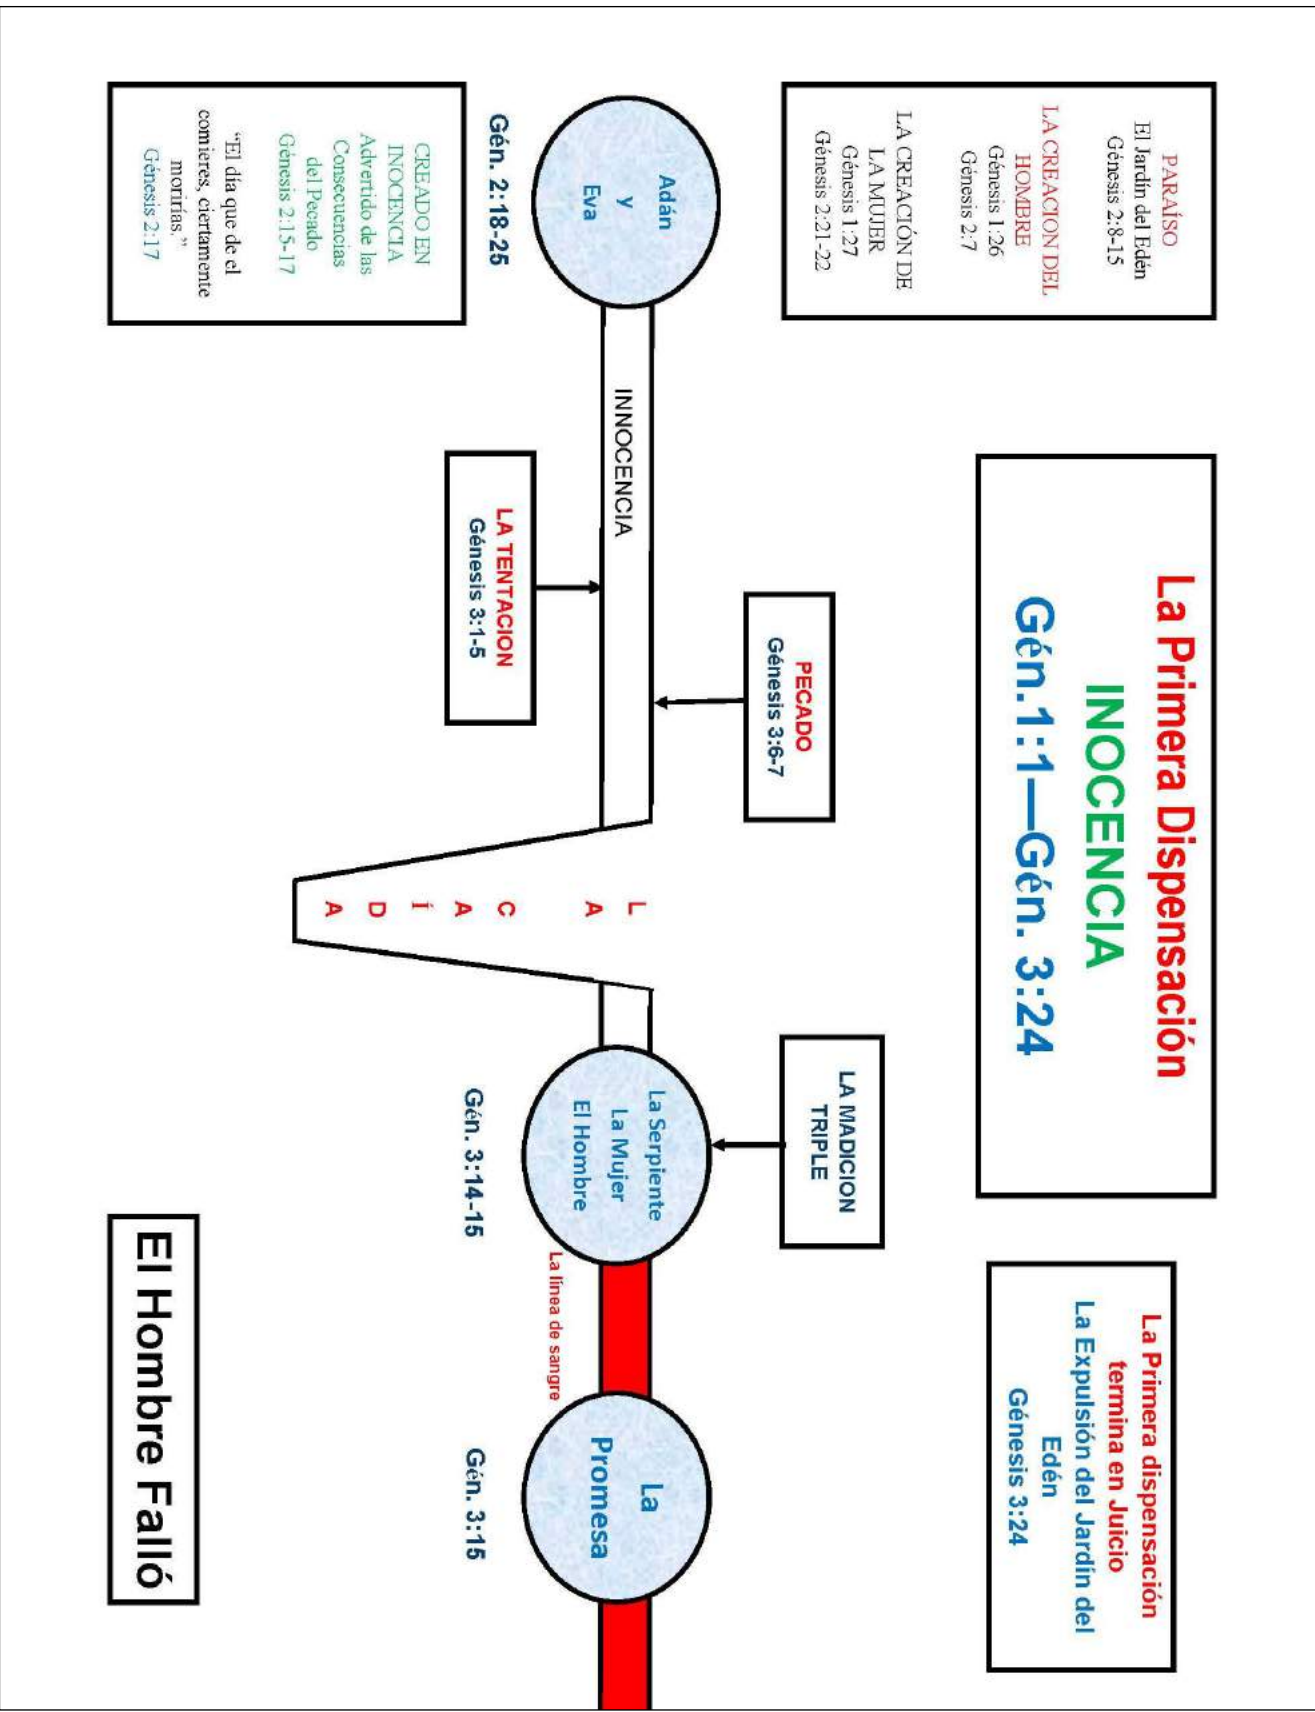 PARAÍSO
El Jardín del Edén
Génesis 2:8-15
LA CREACION DEL
HOMBRE
Génesis 1:26
Génesis 2:7
LA CREACIÓN DE
LA MUJER
Génesis 1:27
Génesis 2:21-22
La Primera Dispensación
INOCENCIA
Gén.1:1—Gén. 3:24
La Primera dispensación
termina en Juicio
La Expulsión del Jardín del
Edén
Génesis 3:24
PECADO
Génesis 3:6-7
LA MADICION
TRIPLE
Adán
y
Eva
Gén. 2:18-25
INNOCENCIA
LA TENTACION
Génesis 3:1-5
L
A
C
A
Í
D
A
La Serpiente
La Mujer
El Hombre
Gén. 3:14-15
La línea de sangre
La
Promesa
Gén. 3:15
CREADO EN
INOCENCIA
Advertido de las
Consecuencias
del Pecado
Génesis 2:15-17
“El día que de el
comieres, ciertamente
morirías.”
Génesis 2:17
El Hombre Falló